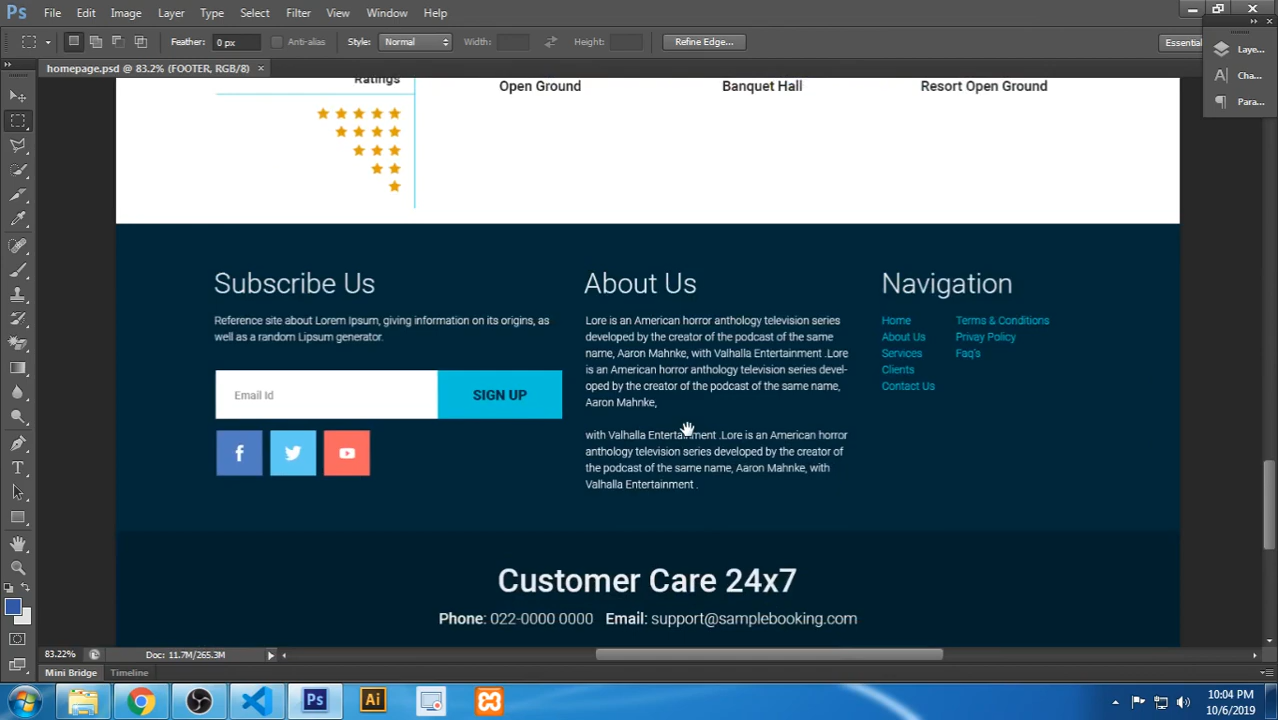 Ps File Edit Image Layer Type Select Filter View Window Help
Feather: 0 px Anti-alias Style: Normal Width: Height: Refine Edge... Essential
homepage.psd @ 83.2% (FOOTER, RGB/8) ×
Laye...
Cha...
Para...
Ratings
Open Ground Banquet Hall Resort Open Ground
Subscribe Us
Reference site about Lorem Ipsum, giving information on its origins, as
well as a random Lipsum generator.
Email Id SIGN UP
About Us
Lore is an American horror anthology television series
developed by the creator of the podcast of the same
name, Aaron Mahnke, with Valhalla Entertainment .Lore
is an American horror anthology television series devel-
oped by the creator of the podcast of the same name,
Aaron Mahnke,
with Valhalla Entertainment .Lore is an American horror
anthology television series developed by the creator of
the podcast of the same name, Aaron Mahnke, with
Valhalla Entertainment .
Navigation
Home Terms & Conditions
About Us Privay Policy
Services Faq's
Clients
Contact Us
Customer Care 24x7
Phone: 022-0000 0000 Email: support@samplebooking.com
83.22% Doc: 11.7M/265.3M
Mini Bridge Timeline
Ps Ai
10:04 PM
10/6/2019